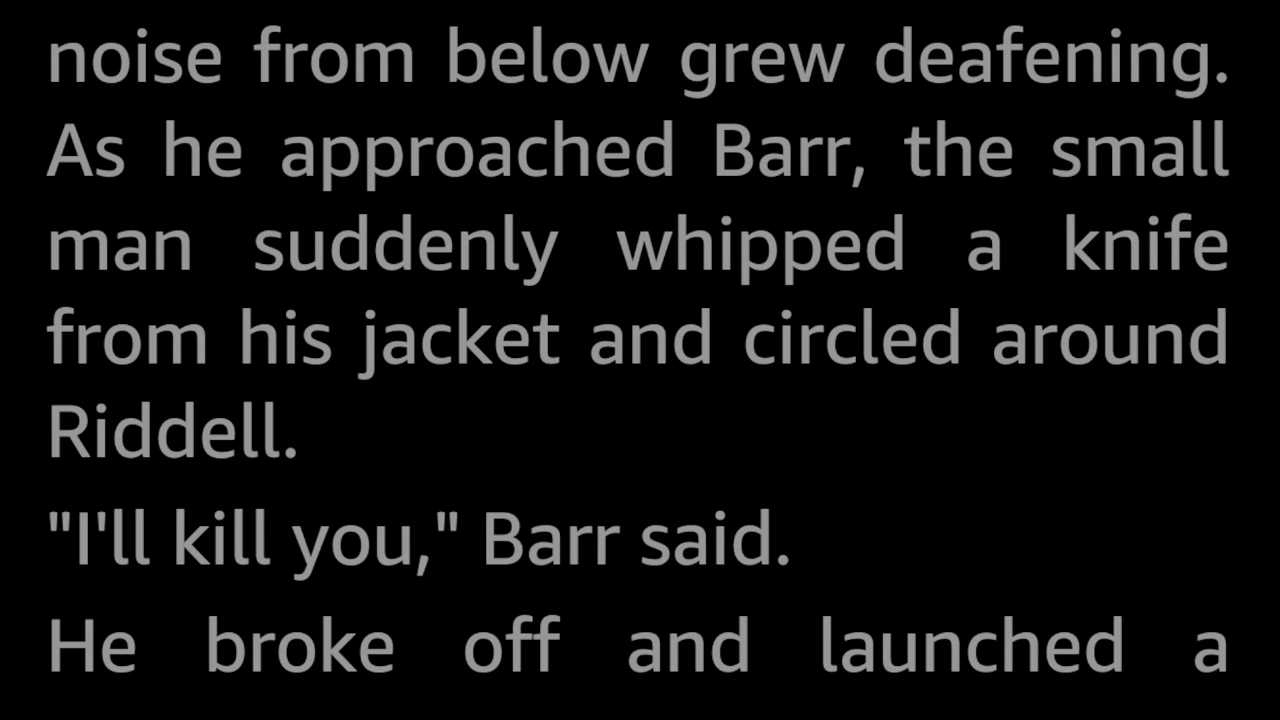 noise from below grew deafening.
As he approached Barr, the small
man suddenly whipped a knife
from his jacket and circled around
Riddell.
"I'll kill you," Barr said.
He broke off and launched a